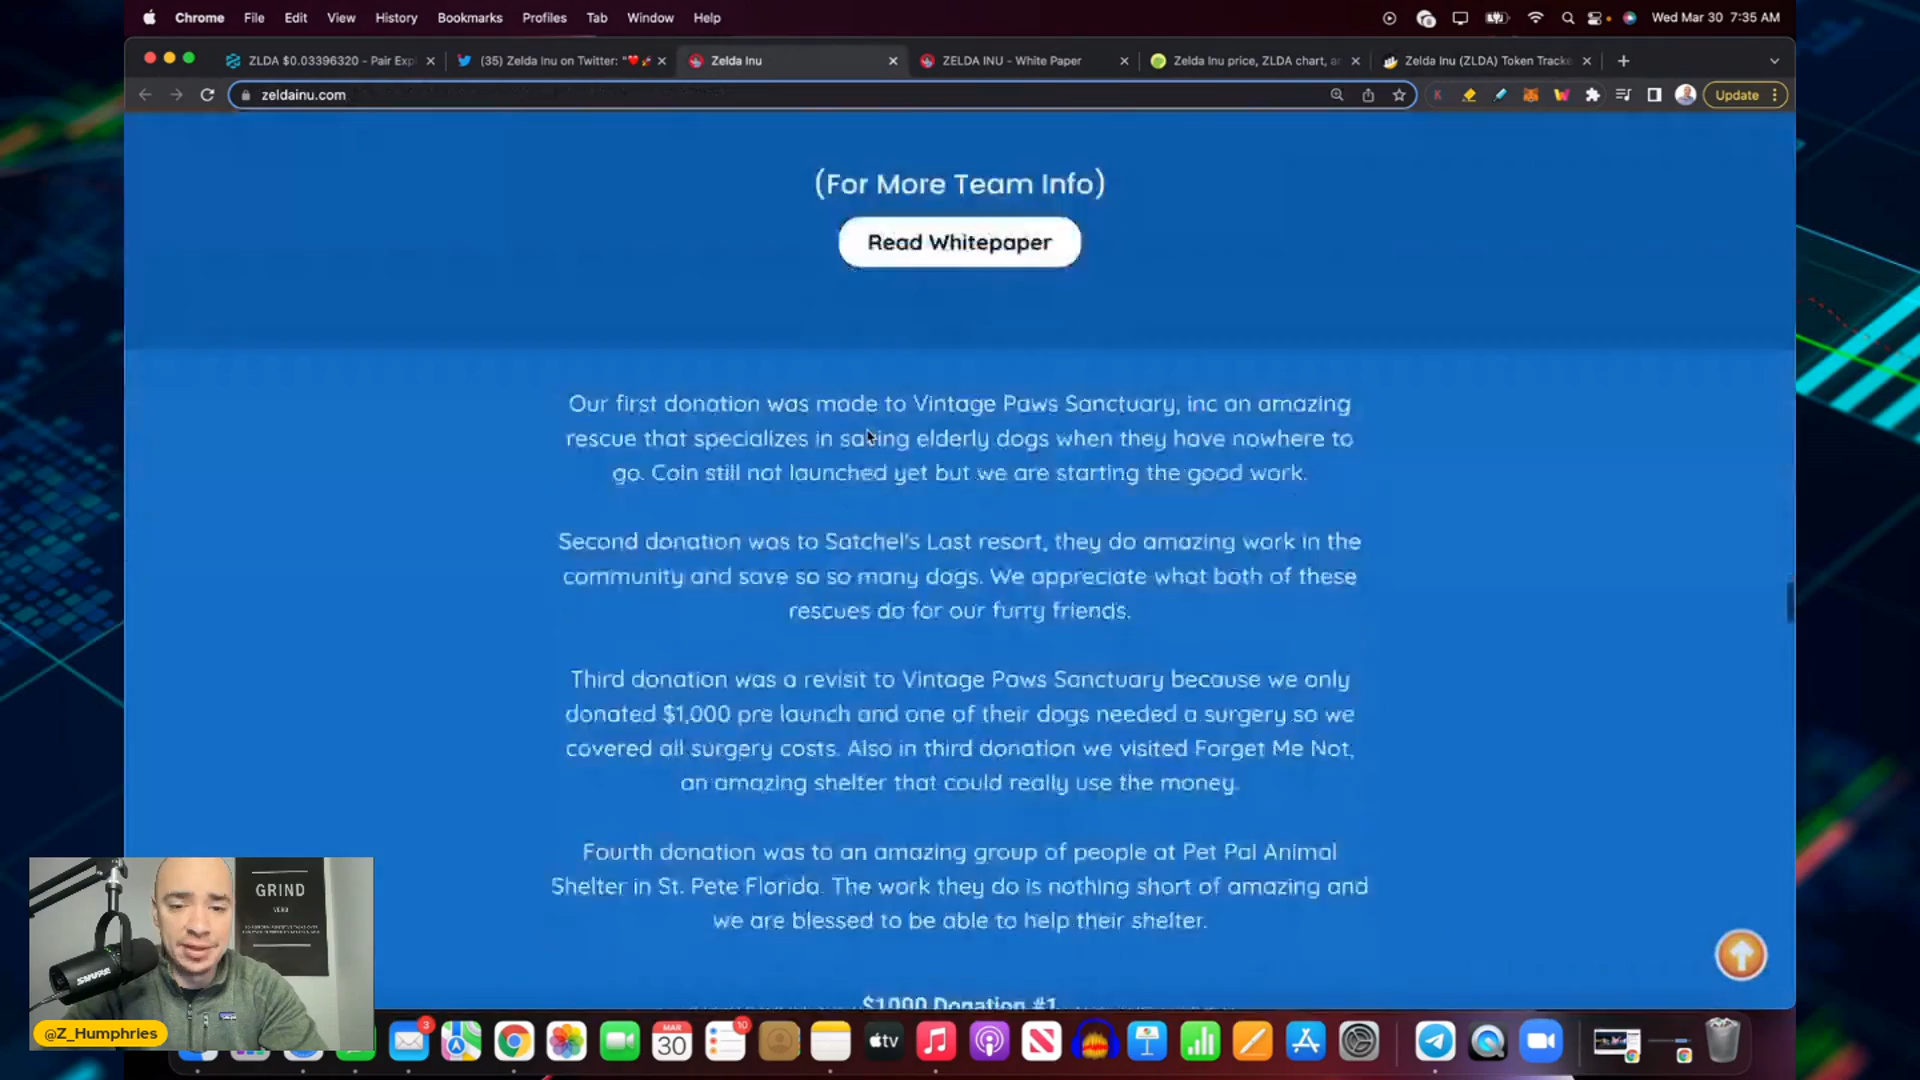 Chrome File Edit View History Bookmarks Profiles Tab Window Help Wed Mar 30 7:35 AM
ZLDA $0.03396320 - Pair Exp (35) Zelda Inu on Twitter: "❤️🚀 Zelda Inu ZELDA INU - White Paper Zelda Inu price, ZLDA chart, Zelda Inu (ZLDA) Token Tracke
zeldainu.com Update
(For More Team Info)
Read Whitepaper
Our first donation was made to Vintage Paws Sanctuary, inc an amazing
rescue that specializes in saving elderly dogs when they have nowhere to
go. Coin still not launched yet but we are starting the good work.
Second donation was to Satchel's Last resort, they do amazing work in the
community and save so so many dogs. We appreciate what both of these
rescues do for our furry friends.
Third donation was a revisit to Vintage Paws Sanctuary because we only
donated $1,000 pre launch and one of their dogs needed a surgery so we
covered all surgery costs. Also in third donation we visited Forget Me Not,
an amazing shelter that could really use the money.
Fourth donation was to an amazing group of people at Pet Pal Animal
Shelter in St. Pete Florida. The work they do is nothing short of amazing and
we are blessed to be able to help their shelter.
$1000 Donation #1
GRIND
VERB
SHURE
@Z_Humphries
3
MAR
30
10
tv